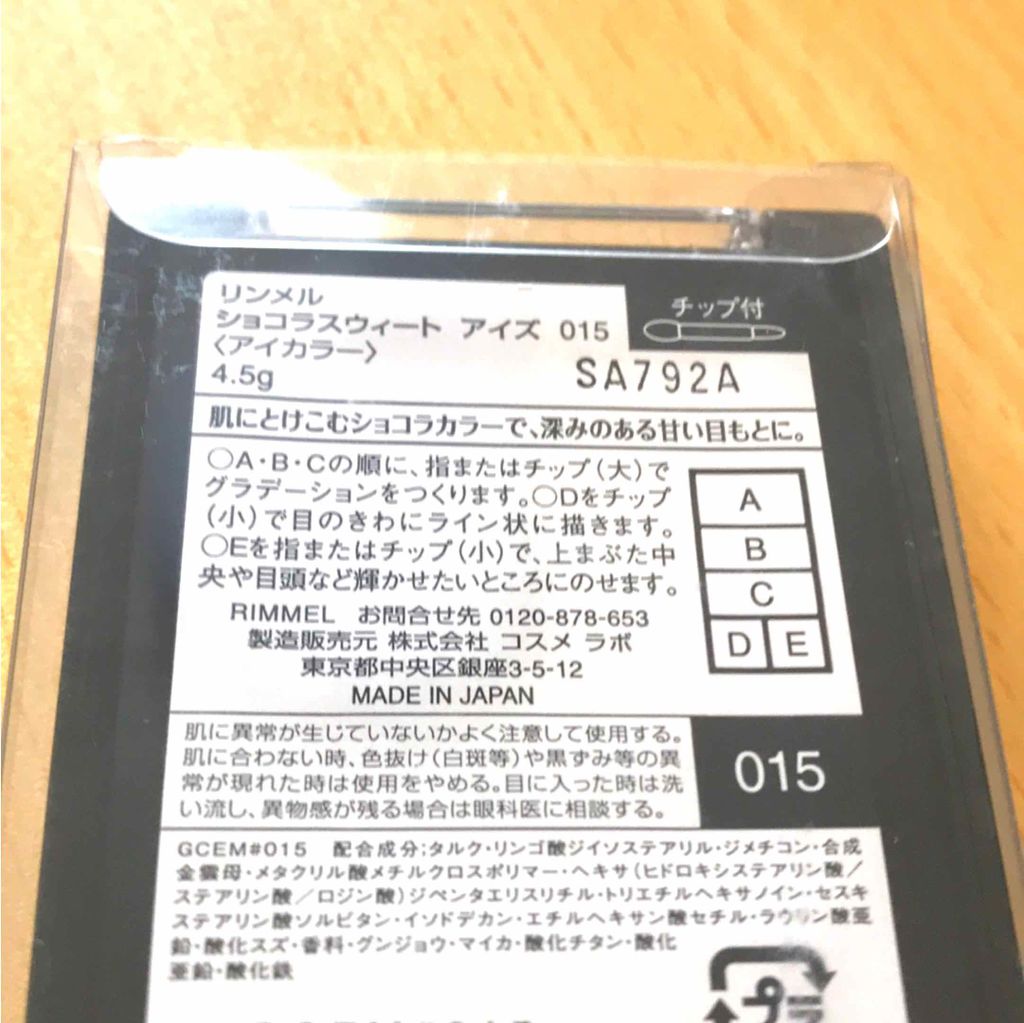 リンメル
ショコラスウィート アイズ 015
〈アイカラー〉
4.5g
チップ付
SA792A
肌にとけこむショコラカラーで、深みのある甘い目もとに。
○A・B・Cの順に、指またはチップ(大)で
グラデーションをつくります。○Dをチップ
(小)で目のきわにライン状に描きます。
○Eを指またはチップ(小)で、上まぶた中
央や目頭など輝かせたいところにのせます。
A
B
C
D E
RIMMEL お問合せ先 0120-878-653
製造販売元 株式会社 コスメ ラボ
東京都中央区銀座3-5-12
MADE IN JAPAN
肌に異常が生じていないかよく注意して使用する。
肌に合わない時、色抜け(白斑等)や黒ずみ等の異
常が現れた時は使用をやめる。目に入った時は洗
い流し、異物感が残る場合は眼科医に相談する。
015
GCEM#015 配合成分;タルク・リンゴ酸ジイソステアリル・ジメチコン・合成
金雲母・メタクリル酸メチルクロスポリマー・ヘキサ(ヒドロキシステアリン酸/
ステアリン酸/ロジン酸)ジペンタエリスリチル・トリエチルヘキサノイン・セスキ
ステアリン酸ソルビタン・イソドデカン・エチルヘキサン酸セチル・ラウリン酸亜
鉛・酸化スズ・香料・グンジョウ・マイカ・酸化チタン・酸化
亜鉛・酸化鉄
プラ